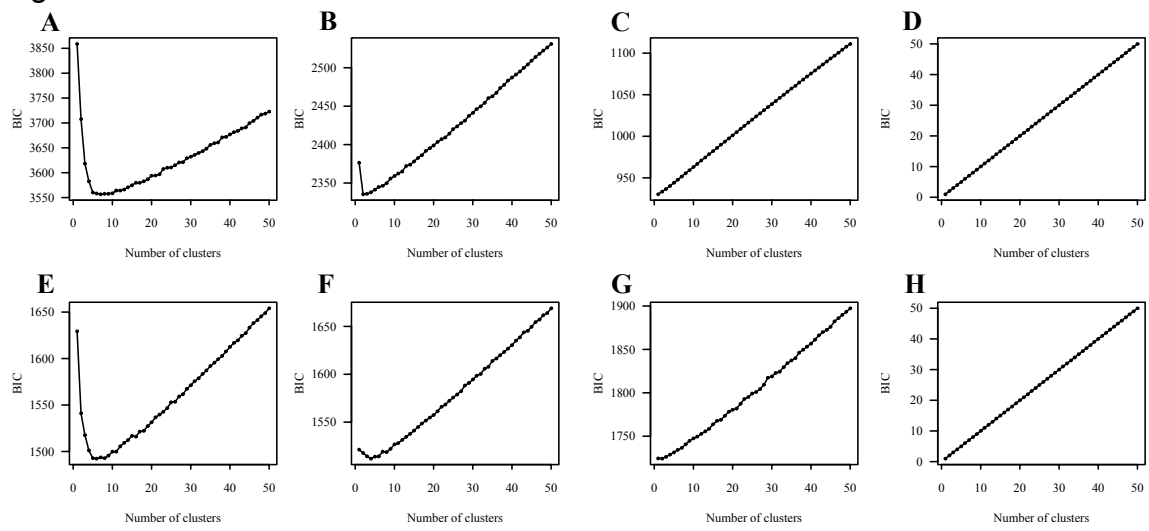 A
B
C
D
3850
3800
3750
3700
3650
3600
3550
BIC
0 10 20 30 40 50
Number of clusters
2500
2450
2400
2350
BIC
0 10 20 30 40 50
Number of clusters
1100
1050
1000
950
BIC
0 10 20 30 40 50
Number of clusters
50
40
30
20
10
0
BIC
0 10 20 30 40 50
Number of clusters
E
F
G
H
1650
1600
1550
1500
BIC
0 10 20 30 40 50
Number of clusters
1650
1600
1550
BIC
0 10 20 30 40 50
Number of clusters
1900
1850
1800
1750
BIC
0 10 20 30 40 50
Number of clusters
50
40
30
20
10
0
BIC
0 10 20 30 40 50
Number of clusters